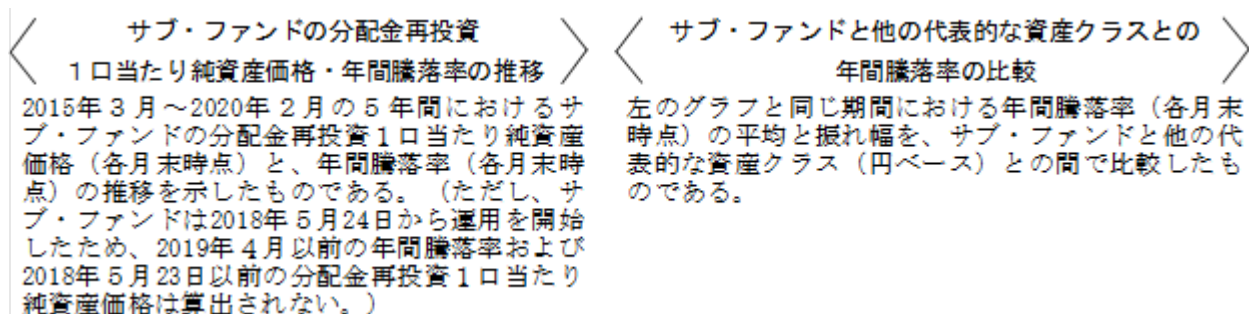 サブ・ファンドの分配金再投資
１口当たり純資産価格・年間騰落率の推移
2015年３月～2020年２月の５年間におけるサ
ブ・ファンドの分配金再投資１口当たり純資産
価格（各月末時点）と、年間騰落率（各月末時
点）の推移を示したものである。（ただし、サ
ブ・ファンドは2018年５月24日から運用を開始
したため、2019年４月以前の年間騰落率および
2018年５月23日以前の分配金再投資１口当たり
純資産価格は算出されない。）
サブ・ファンドと他の代表的な資産クラスとの
年間騰落率の比較
左のグラフと同じ期間における年間騰落率（各月末
時点）の平均と振れ幅を、サブ・ファンドと他の代
表的な資産クラス（円ベース）との間で比較したも
のである。